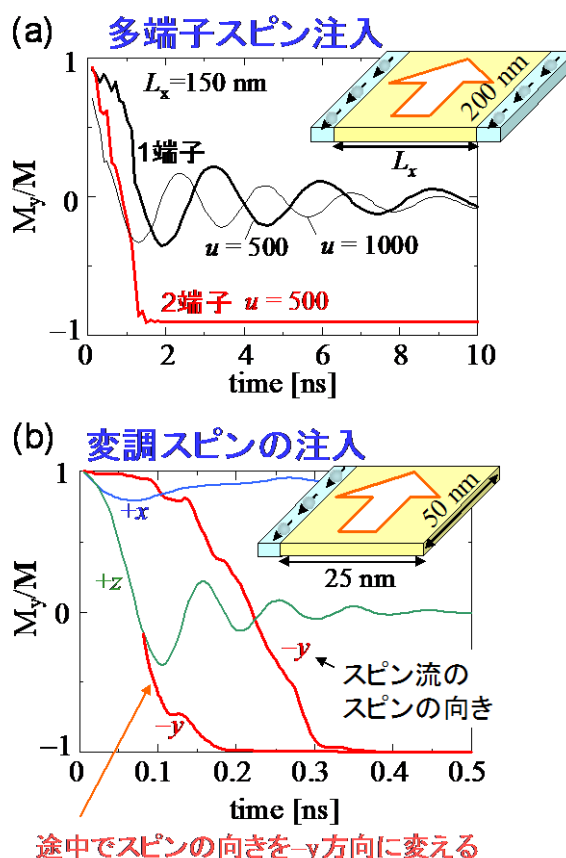 (a) 多端子スピン注入
1
Lx=150 nm
200 nm
Lx
1端子
My/M
0
u = 500
u = 1000
2端子 u = 500
−1
0 2 4 6 8 10
time [ns]
(b) 変調スピンの注入
1
+x
50 nm
25 nm
+z
My/M
0
−y
スピン流の
スピンの向き
−y
−1
0 0.1 0.2 0.3 0.4 0.5
time [ns]
途中でスピンの向きを−y方向に変える